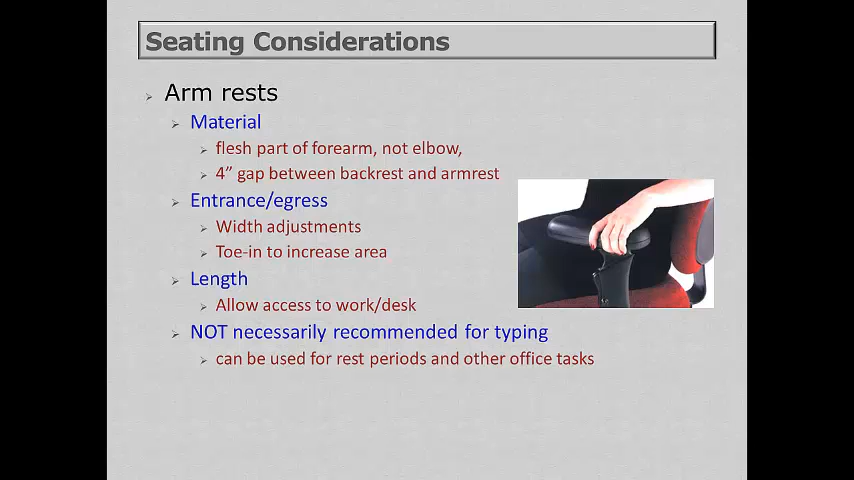 Seating Considerations
Arm rests
Material
flesh part of forearm, not elbow,
4” gap between backrest and armrest
Entrance/egress
Width adjustments
Toe-in to increase area
Length
Allow access to work/desk
NOT necessarily recommended for typing
can be used for rest periods and other office tasks